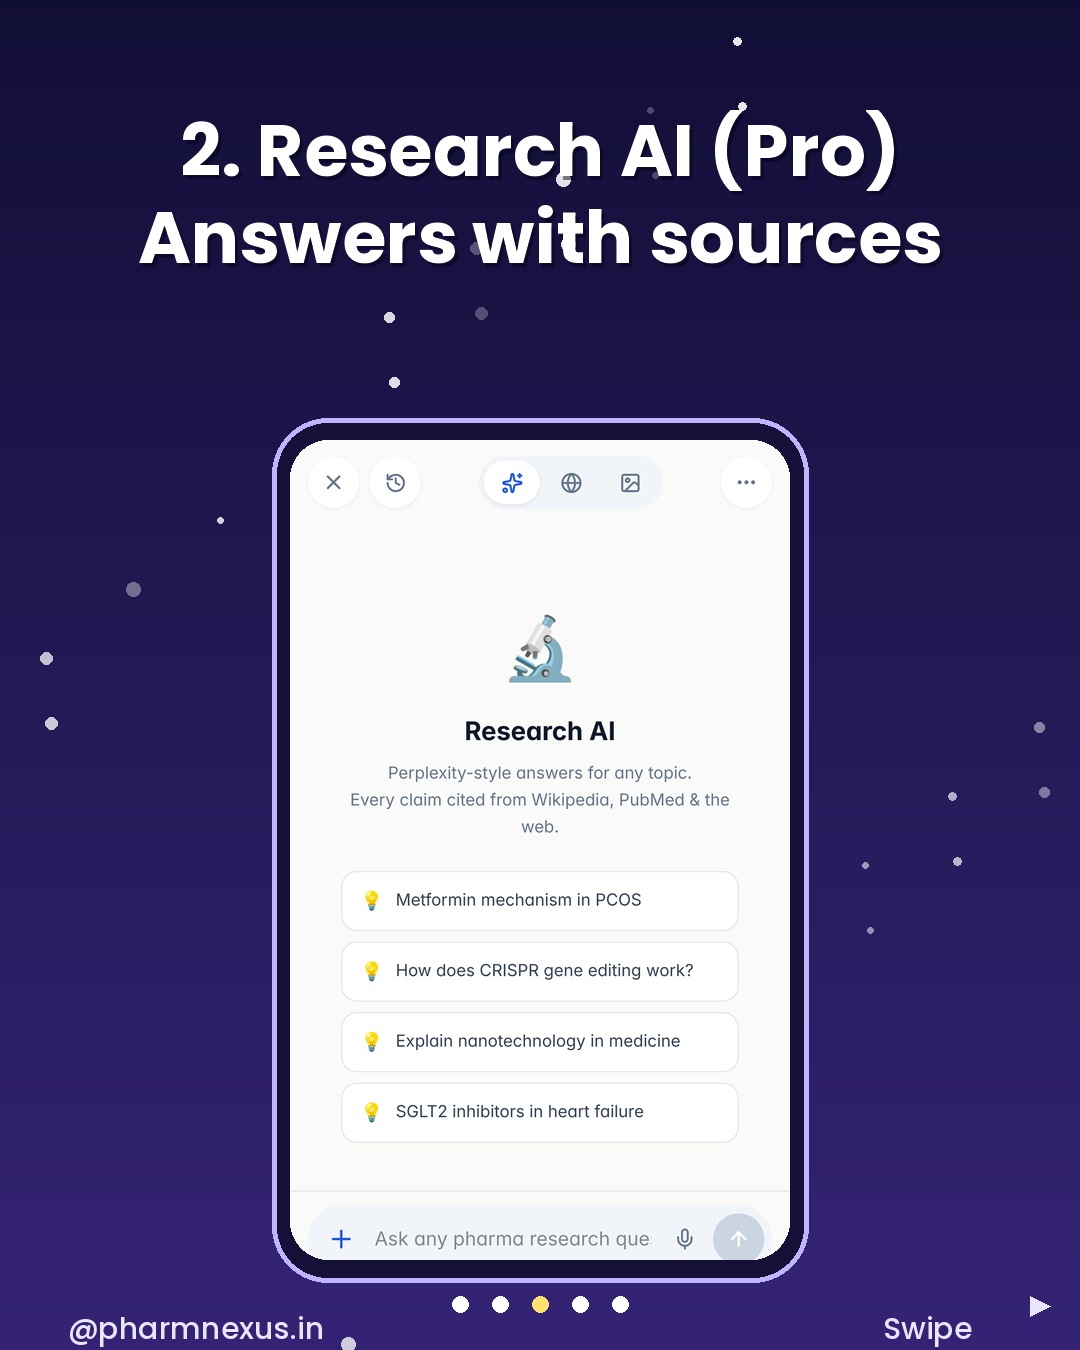 2. Research AI (Pro)
Answers with sources
Research AI
Perplexity-style answers for any topic.
Every claim cited from Wikipedia, PubMed & the
web.
Metformin mechanism in PCOS
How does CRISPR gene editing work?
Explain nanotechnology in medicine
SGLT2 inhibitors in heart failure
Ask any pharma research que
@pharmnexus.in
Swipe